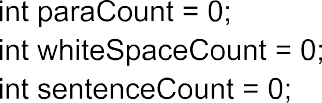 int paraCount = 0;
int whiteSpaceCount = 0;
int sentenceCount = 0;